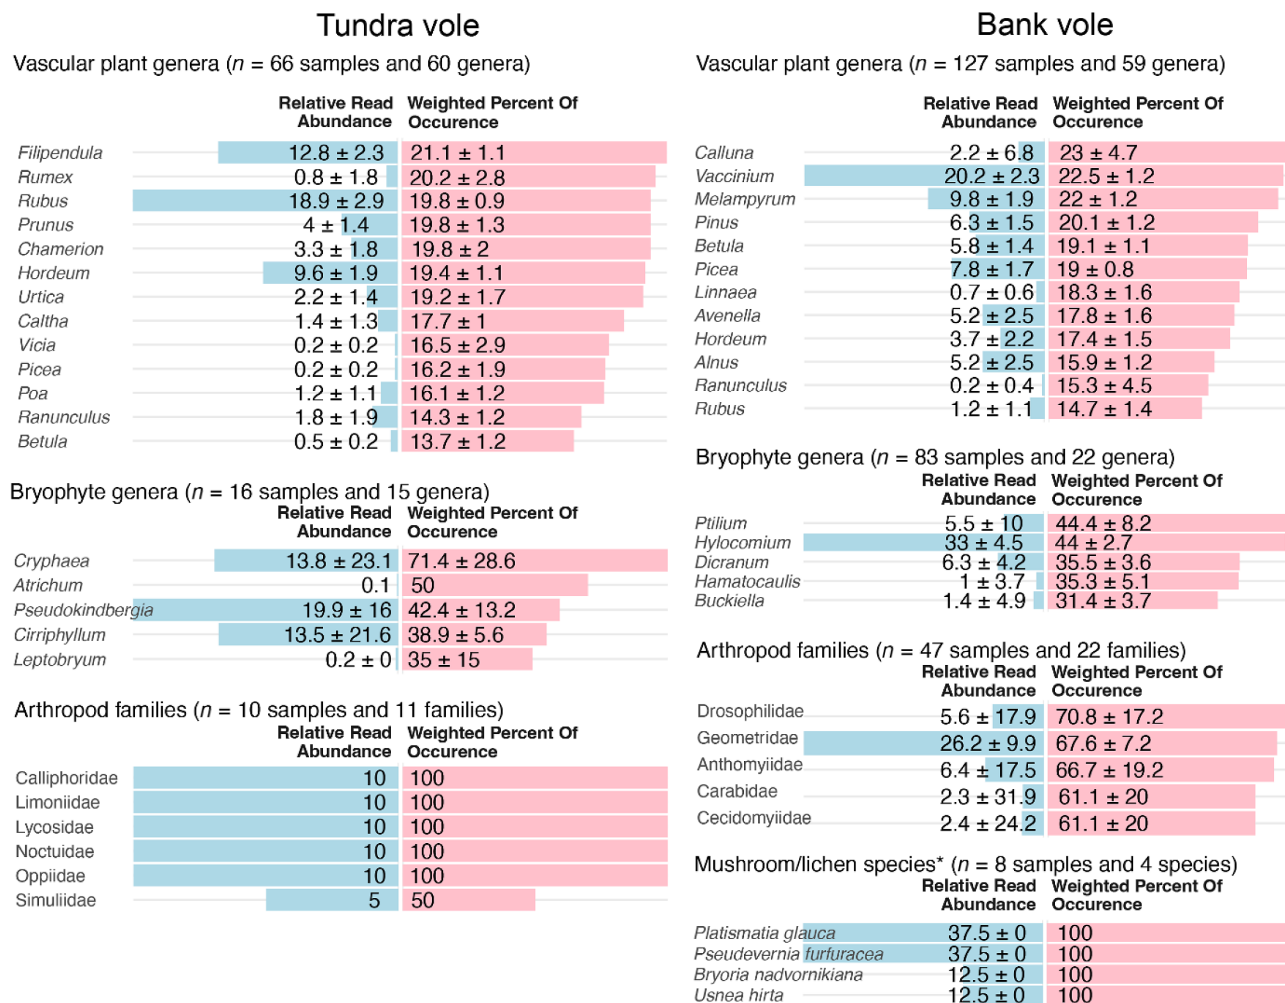 Tundra vole
Vascular plant genera (n = 66 samples and 60 genera)
Relative Read Abundance Weighted Percent Of Occurence
Filipendula 12.8 ± 2.3 21.1 ± 1.1
Rumex 0.8 ± 1.8 20.2 ± 2.8
Rubus 18.9 ± 2.9 19.8 ± 0.9
Prunus 4 ± 1.4 19.8 ± 1.3
Chamerion 3.3 ± 1.8 19.8 ± 2
Hordeum 9.6 ± 1.9 19.4 ± 1.1
Urtica 2.2 ± 1.4 19.2 ± 1.7
Caltha 1.4 ± 1.3 17.7 ± 1
Vicia 0.2 ± 0.2 16.5 ± 2.9
Picea 0.2 ± 0.2 16.2 ± 1.9
Poa 1.2 ± 1.1 16.1 ± 1.2
Ranunculus 1.8 ± 1.9 14.3 ± 1.2
Betula 0.5 ± 0.2 13.7 ± 1.2
Bryophyte genera (n = 16 samples and 15 genera)
Relative Read Abundance Weighted Percent Of Occurence
Cryphaea 13.8 ± 23.1 71.4 ± 28.6
Atrichum 0.1 50
Pseudokindbergia 19.9 ± 16 42.4 ± 13.2
Cirriphyllum 13.5 ± 21.6 38.9 ± 5.6
Leptobryum 0.2 ± 0 35 ± 15
Arthropod families (n = 10 samples and 11 families)
Relative Read Abundance Weighted Percent Of Occurence
Calliphoridae 10 100
Limoniidae 10 100
Lycosidae 10 100
Noctuidae 10 100
Oppiidae 10 100
Simuliidae 5 50
Bank vole
Vascular plant genera (n = 127 samples and 59 genera)
Relative Read Abundance Weighted Percent Of Occurence
Calluna 2.2 ± 6.8 23 ± 4.7
Vaccinium 20.2 ± 2.3 22.5 ± 1.2
Melampyrum 9.8 ± 1.9 22 ± 1.2
Pinus 6.3 ± 1.5 20.1 ± 1.2
Betula 5.8 ± 1.4 19.1 ± 1.1
Picea 7.8 ± 1.7 19 ± 0.8
Linnaea 0.7 ± 0.6 18.3 ± 1.6
Avenella 5.2 ± 2.5 17.8 ± 1.6
Hordeum 3.7 ± 2.2 17.4 ± 1.5
Alnus 5.2 ± 2.5 15.9 ± 1.2
Ranunculus 0.2 ± 0.4 15.3 ± 4.5
Rubus 1.2 ± 1.1 14.7 ± 1.4
Bryophyte genera (n = 83 samples and 22 genera)
Relative Read Abundance Weighted Percent Of Occurence
Ptilium 5.5 ± 10 44.4 ± 8.2
Hylocomium 33 ± 4.5 44 ± 2.7
Dicranum 6.3 ± 4.2 35.5 ± 3.6
Hamatocaulis 1 ± 3.7 35.3 ± 5.1
Buckiella 1.4 ± 4.9 31.4 ± 3.7
Arthropod families (n = 47 samples and 22 families)
Relative Read Abundance Weighted Percent Of Occurence
Drosophilidae 5.6 ± 17.9 70.8 ± 17.2
Geometridae 26.2 ± 9.9 67.6 ± 7.2
Anthomyiidae 6.4 ± 17.5 66.7 ± 19.2
Carabidae 2.3 ± 31.9 61.1 ± 20
Cecidomyiidae 2.4 ± 24.2 61.1 ± 20
Mushroom/lichen species* (n = 8 samples and 4 species)
Relative Read Abundance Weighted Percent Of Occurence
Platismatia glauca 37.5 ± 0 100
Pseudevernia furfuracea 37.5 ± 0 100
Bryoria nadvornikiana 12.5 ± 0 100
Usnea hirta 12.5 ± 0 100